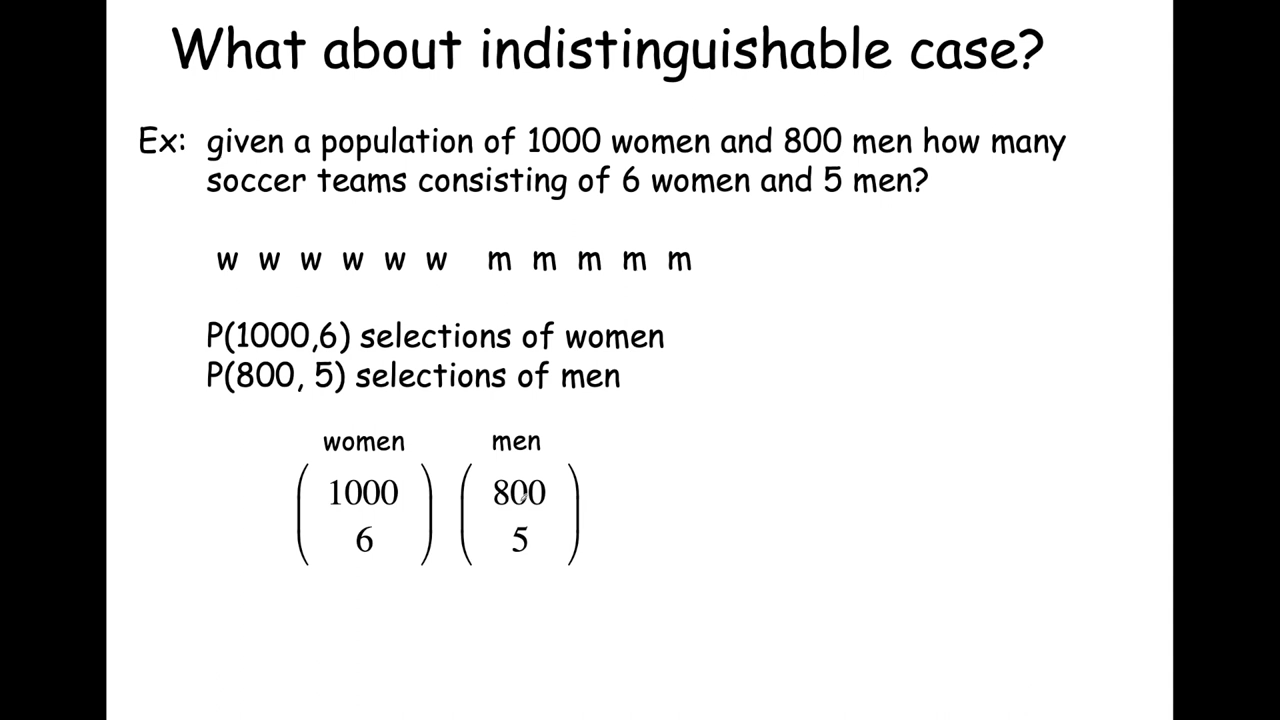 What about indistinguishable case?
Ex: given a population of 1000 women and 800 men how many
soccer teams consisting of 6 women and 5 men?
w w w w w w m m m m m
P(1000,6) selections of women
P(800, 5) selections of men
women men
( 1000 ) ( 800 )
( 6 ) ( 5 )